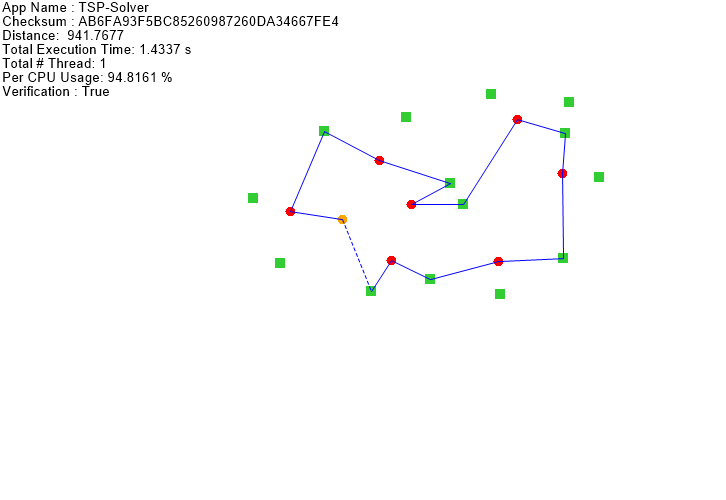 App Name : TSP-Solver
Checksum : AB6FA93F5BC85260987260DA34667FE4
Distance:  941.7677
Total Execution Time: 1.4337 s
Total # Thread: 1
Per CPU Usage: 94.8161 %
Verification : True